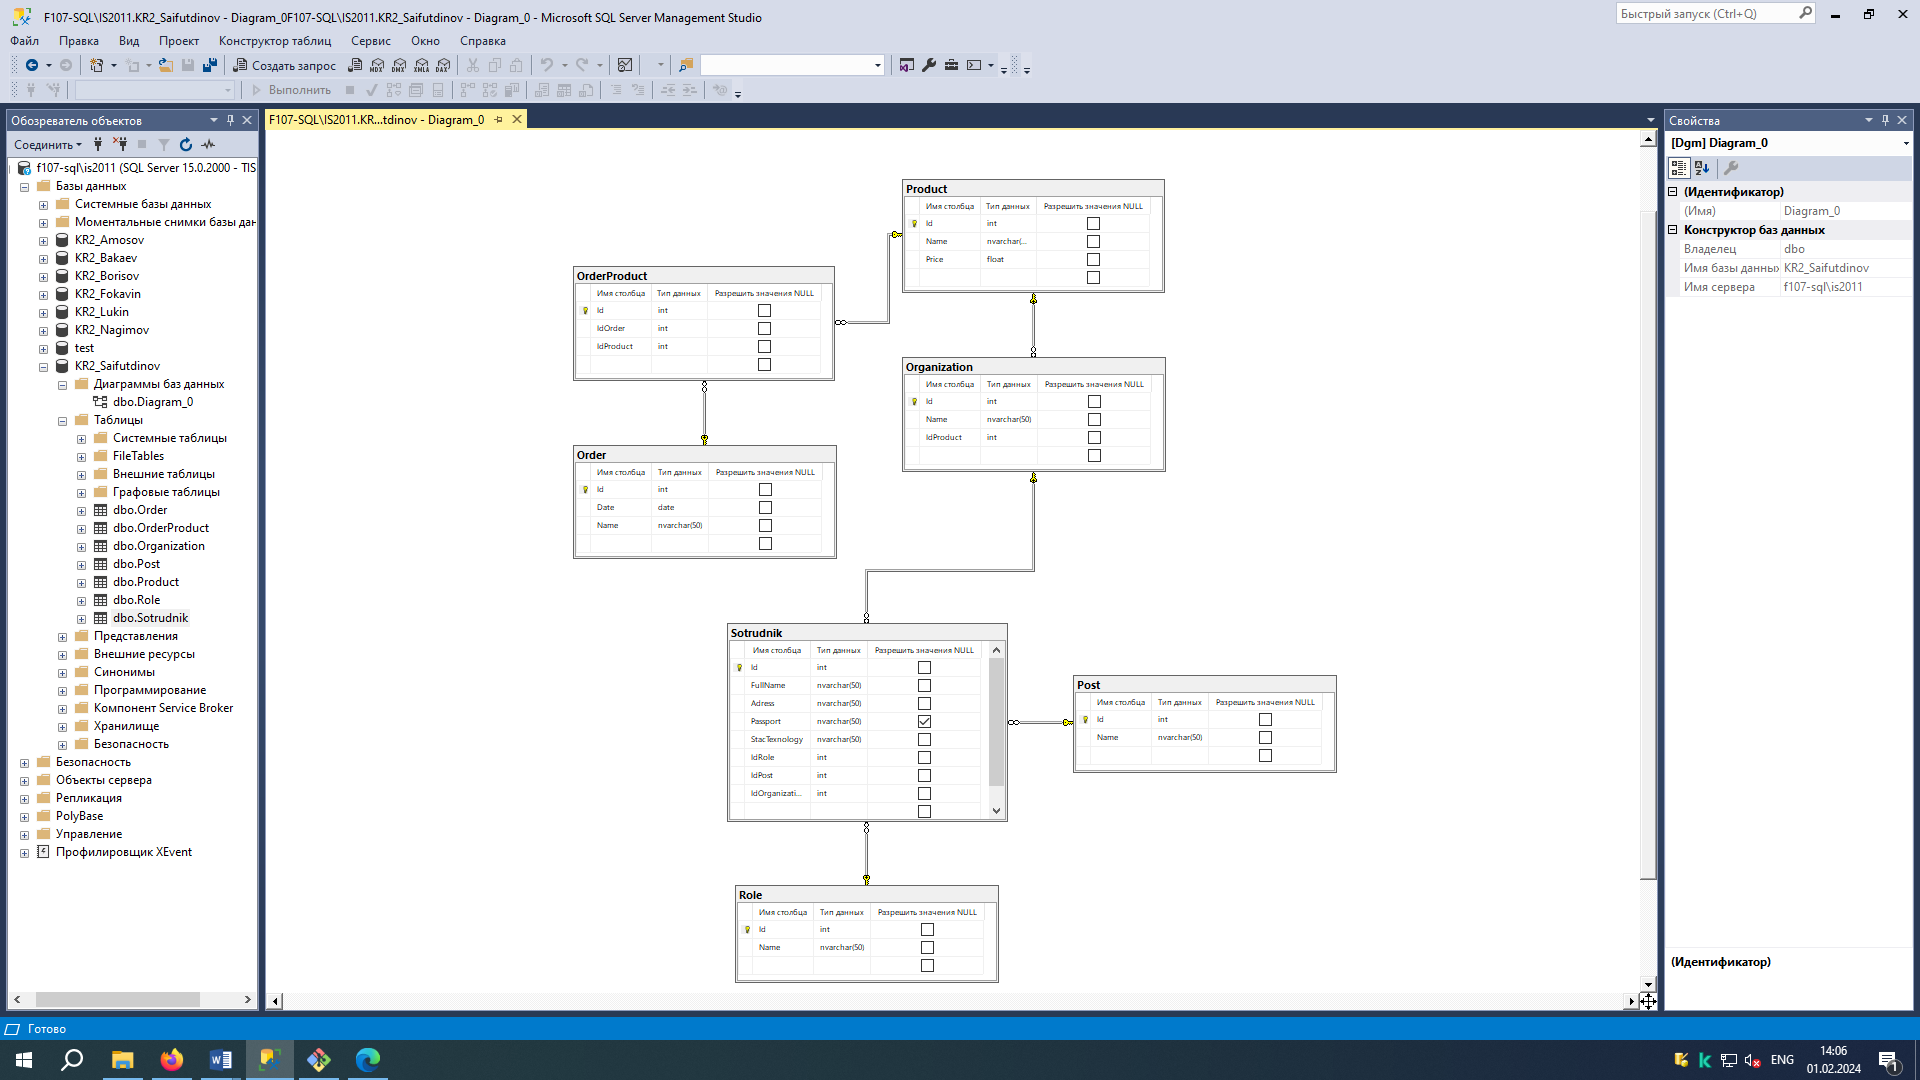 F107-SQL\IS2011.KR2_Saifutdinov - Diagram_0F107-SQL\IS2011.KR2_Saifutdinov - Diagram_0 - Microsoft SQL Server Management Studio
Быстрый запуск (Ctrl+Q)
Файл Правка Вид Проект Конструктор таблиц Сервис Окно Справка
Создать запрос MDX DMX XMLA DAX
Выполнить
Обозреватель объектов
Соединить
f107-sql\is2011 (SQL Server 15.0.2000 - TIS
Базы данных
Системные базы данных
Моментальные снимки базы дан
KR2_Amosov
KR2_Bakaev
KR2_Borisov
KR2_Fokavin
KR2_Lukin
KR2_Nagimov
test
KR2_Saifutdinov
Диаграммы баз данных
dbo.Diagram_0
Таблицы
Системные таблицы
FileTables
Внешние таблицы
Графовые таблицы
dbo.Order
dbo.OrderProduct
dbo.Organization
dbo.Post
dbo.Product
dbo.Role
dbo.Sotrudnik
Представления
Внешние ресурсы
Синонимы
Программирование
Компонент Service Broker
Хранилище
Безопасность
Безопасность
Объекты сервера
Репликация
PolyBase
Управление
Профилировщик XEvent
F107-SQL\IS2011.KR...tdinov - Diagram_0
Product
Имя столбца Тип данных Разрешить значения NULL
Id int
Name nvarchar(...
Price float
OrderProduct
Имя столбца Тип данных Разрешить значения NULL
Id int
IdOrder int
IdProduct int
Organization
Имя столбца Тип данных Разрешить значения NULL
Id int
Name nvarchar(50)
IdProduct int
Order
Имя столбца Тип данных Разрешить значения NULL
Id int
Date date
Name nvarchar(50)
Sotrudnik
Имя столбца Тип данных Разрешить значения NULL
Id int
FullName nvarchar(50)
Adress nvarchar(50)
Passport nvarchar(50)
StacTexnology nvarchar(50)
IdRole int
IdPost int
IdOrganizati... int
Post
Имя столбца Тип данных Разрешить значения NULL
Id int
Name nvarchar(50)
Role
Имя столбца Тип данных Разрешить значения NULL
Id int
Name nvarchar(50)
Свойства
[Dgm] Diagram_0
(Идентификатор)
(Имя) Diagram_0
Конструктор баз данных
Владелец dbo
Имя базы данных KR2_Saifutdinov
Имя сервера f107-sql\is2011
(Идентификатор)
Готово
ENG
14:06
01.02.2024
1